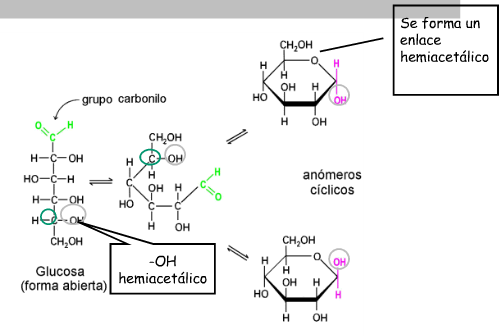 Se forma un
enlace
hemiacetálico
CH₂OH
H
O
H
H
OH
H
HO
OH
H
OH
grupo carbonilo
O
H
C
H
OH
HO
H
H
OH
H
C
OH
CH₂OH
Glucosa
(forma abierta)
CH₂OH
C
OH
H
H
OH
H
C
H
O
HO
H
OH
-OH
hemiacetálico
anómeros
cíclicos
CH₂OH
H
O
OH
H
OH
H
HO
H
H
OH